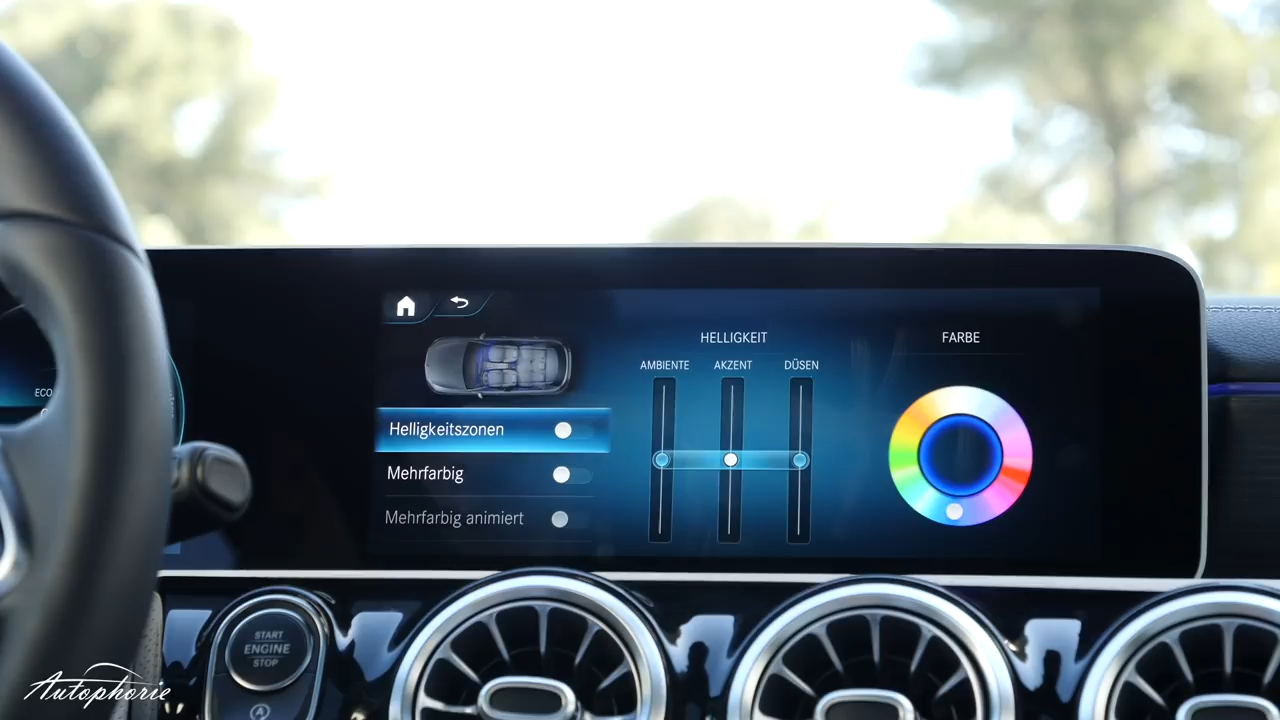 HELLIGKEIT
FARBE
AMBIENTE
AKZENT
DÜSEN
Helligkeitszonen
Mehrfarbig
Mehrfarbig animiert
ECO
START
ENGINE
STOP
Autophorie